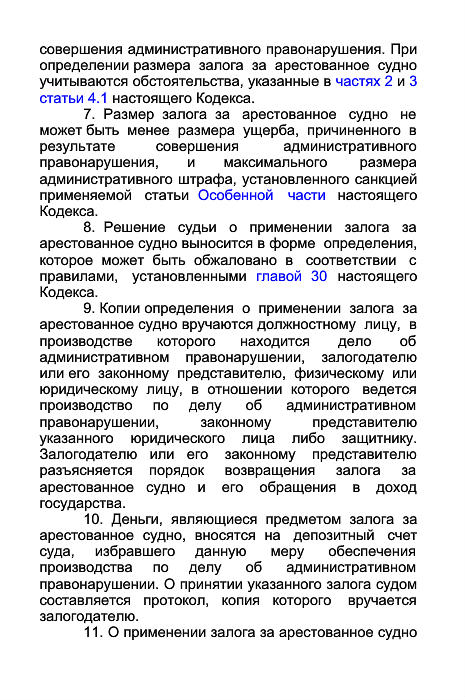 совершения административного правонарушения. При
определении размера залога за арестованное судно
учитываются обстоятельства, указанные в частях 2 и 3
статьи 4.1 настоящего Кодекса.
7. Размер залога за арестованное судно не
может быть менее размера ущерба, причиненного в
результате совершения административного
правонарушения, и максимального размера
административного штрафа, установленного санкцией
применяемой статьи Особенной части настоящего
Кодекса.
8. Решение судьи о применении залога за
арестованное судно выносится в форме определения,
которое может быть обжаловано в соответствии с
правилами, установленными главой 30 настоящего
Кодекса.
9. Копии определения о применении залога за
арестованное судно вручаются должностному лицу, в
производстве которого находится дело об
административном правонарушении, залогодателю
или его законному представителю, физическому или
юридическому лицу, в отношении которого ведется
производство по делу об административном
правонарушении, законному представителю
указанного юридического лица либо защитнику.
Залогодателю или его законному представителю
разъясняется порядок возвращения залога за
арестованное судно и его обращения в доход
государства.
10. Деньги, являющиеся предметом залога за
арестованное судно, вносятся на депозитный счет
суда, избравшего данную меру обеспечения
производства по делу об административном
правонарушении. О принятии указанного залога судом
составляется протокол, копия которого вручается
залогодателю.
11. О применении залога за арестованное судно